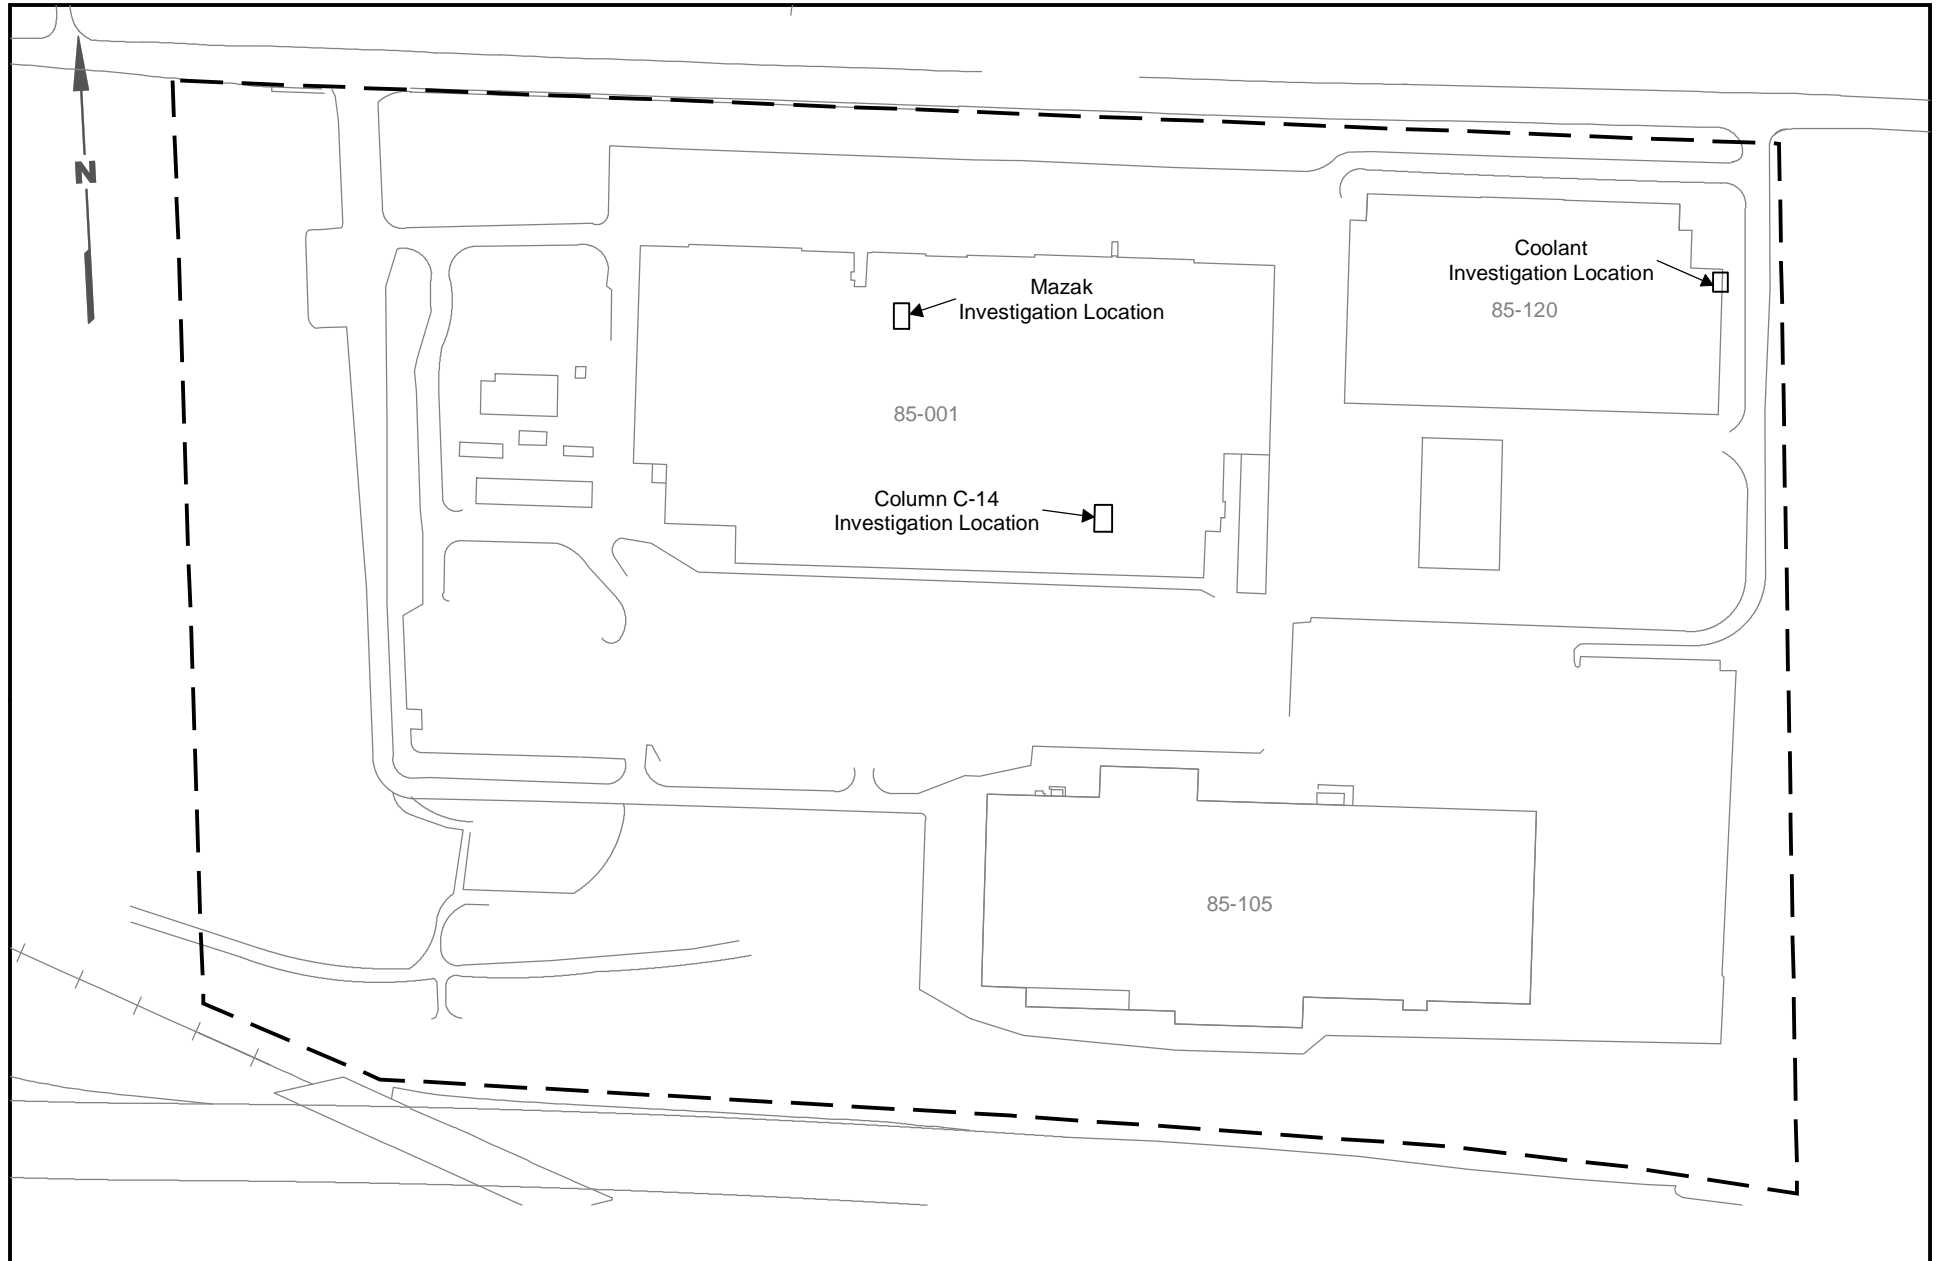 N
Coolant
Investigation Location
85-120
Mazak
Investigation Location
85-001
Column C-14
Investigation Location
85-105